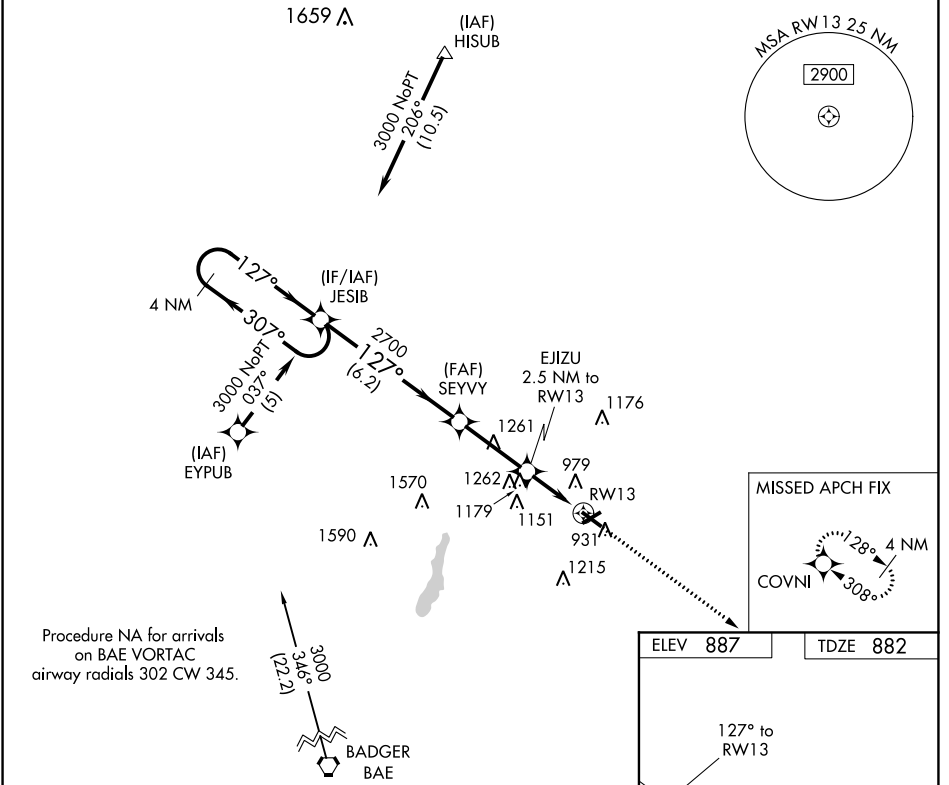 1659
(IAF)
HISUB
3000 NoPT
206°
(10.5)
MSA RW13 25 NM
2900
127°
4 NM
307°
(IF/IAF)
JESIB
3000 NoPT
037°
(5)
(IAF)
EYPUB
2700
127°
(6.2)
(FAF)
SEYVY
EJIZU
2.5 NM to
RW13
1176
1261
1262
979
1570
1179
1151
RW13
931
1590
1215
MISSED APCH FIX
128°
4 NM
COVNI
308°
Procedure NA for arrivals
on BAE VORTAC
airway radials 302 CW 345.
3000
346°
(22.2)
BADGER
BAE
ELEV 887
TDZE 882
127° to
RW13